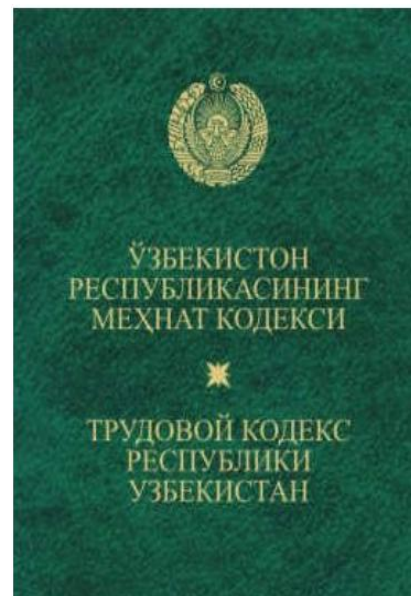 ЎЗБЕКИСТОН
РЕСПУБЛИКАСИНИНГ
МЕҲНАТ КОДЕКСИ
ТРУДОВОЙ КОДЕКС
РЕСПУБЛИКИ
УЗБЕКИСТАН